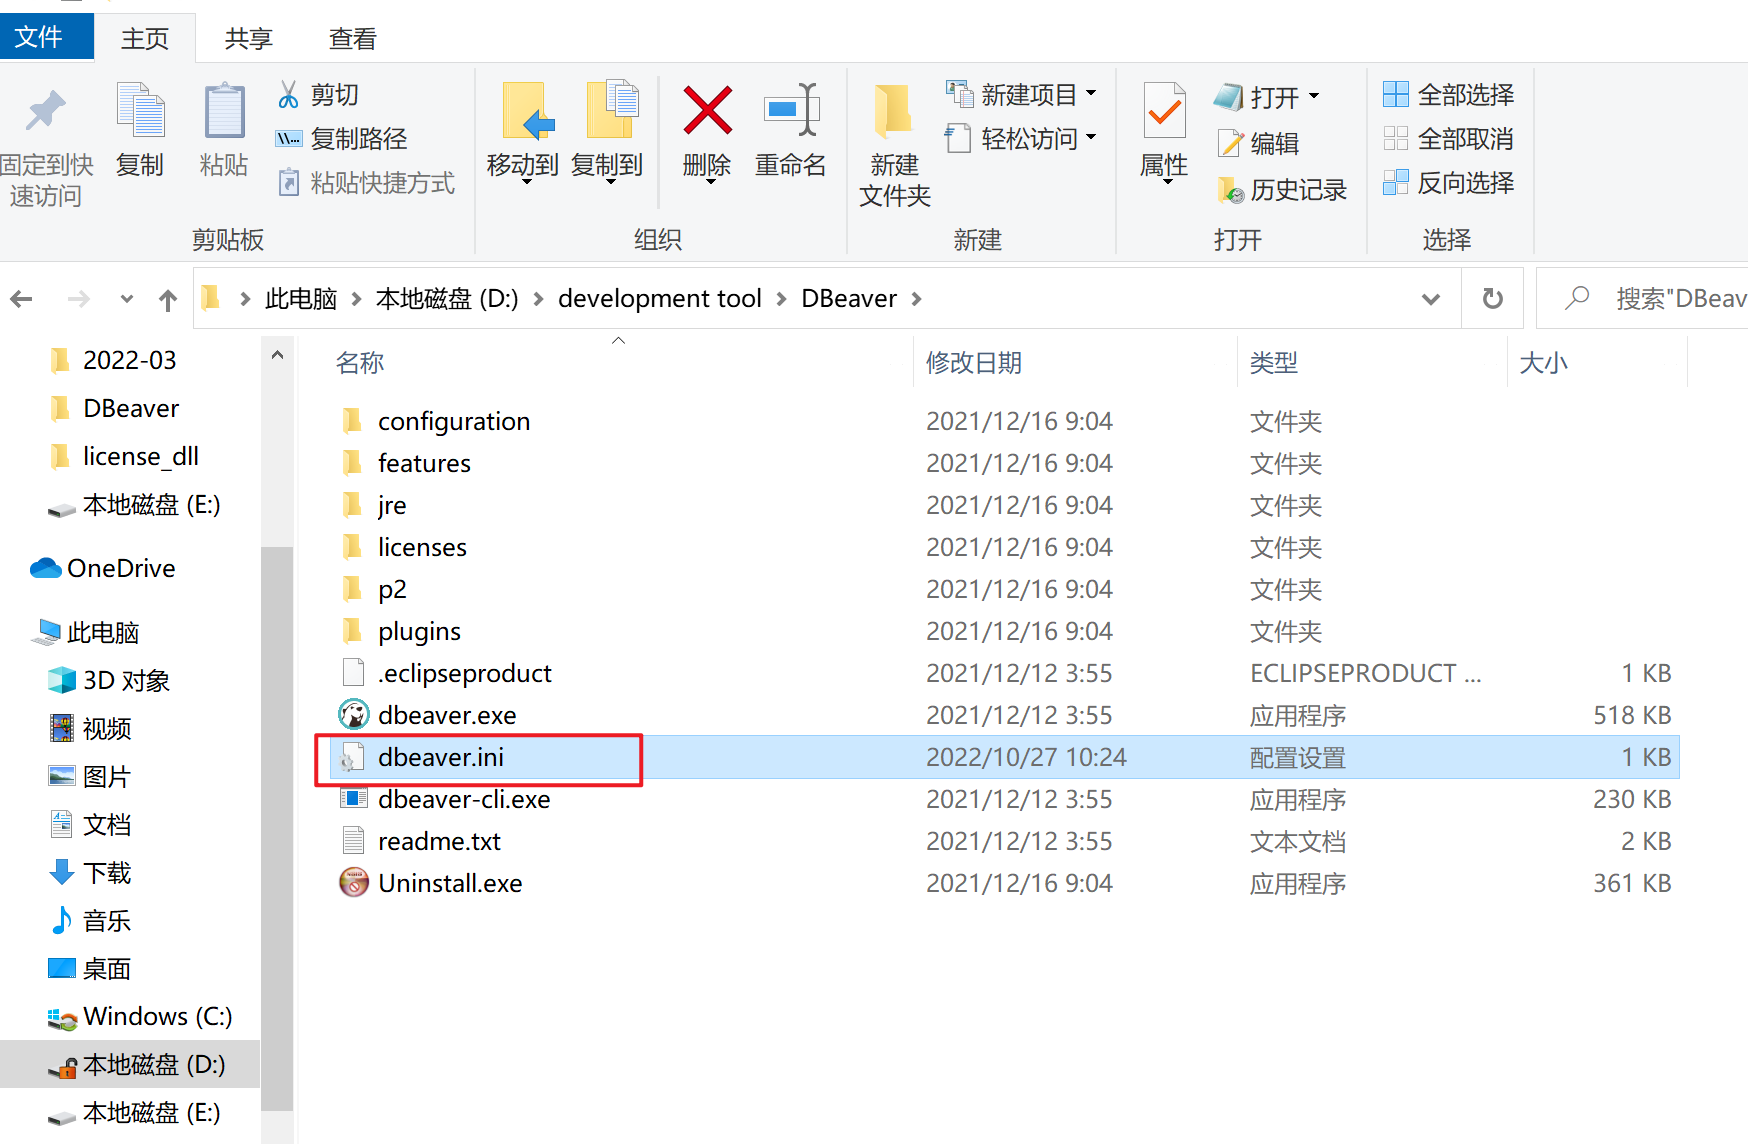 文件 主页 共享 查看
固定到快速访问 复制 粘贴 剪切 复制路径 粘贴快捷方式
移动到 复制到 删除 重命名
新建文件夹 新建项目 轻松访问
属性 打开 编辑 历史记录
全部选择 全部取消 反向选择
剪贴板 组织 新建 打开 选择
此电脑 本地磁盘 (D:) development tool DBeaver
搜索"DBeav
2022-03
DBeaver
license_dll
本地磁盘 (E:)
OneDrive
此电脑
3D 对象
视频
图片
文档
下载
音乐
桌面
Windows (C:)
本地磁盘 (D:)
本地磁盘 (E:)
名称 修改日期 类型 大小
configuration 2021/12/16 9:04 文件夹
features 2021/12/16 9:04 文件夹
jre 2021/12/16 9:04 文件夹
licenses 2021/12/16 9:04 文件夹
p2 2021/12/16 9:04 文件夹
plugins 2021/12/16 9:04 文件夹
.eclipseproduct 2021/12/12 3:55 ECLIPSEPRODUCT ... 1 KB
dbeaver.exe 2021/12/12 3:55 应用程序 518 KB
dbeaver.ini 2022/10/27 10:24 配置设置 1 KB
dbeaver-cli.exe 2021/12/12 3:55 应用程序 230 KB
readme.txt 2021/12/12 3:55 文本文档 2 KB
Uninstall.exe 2021/12/16 9:04 应用程序 361 KB